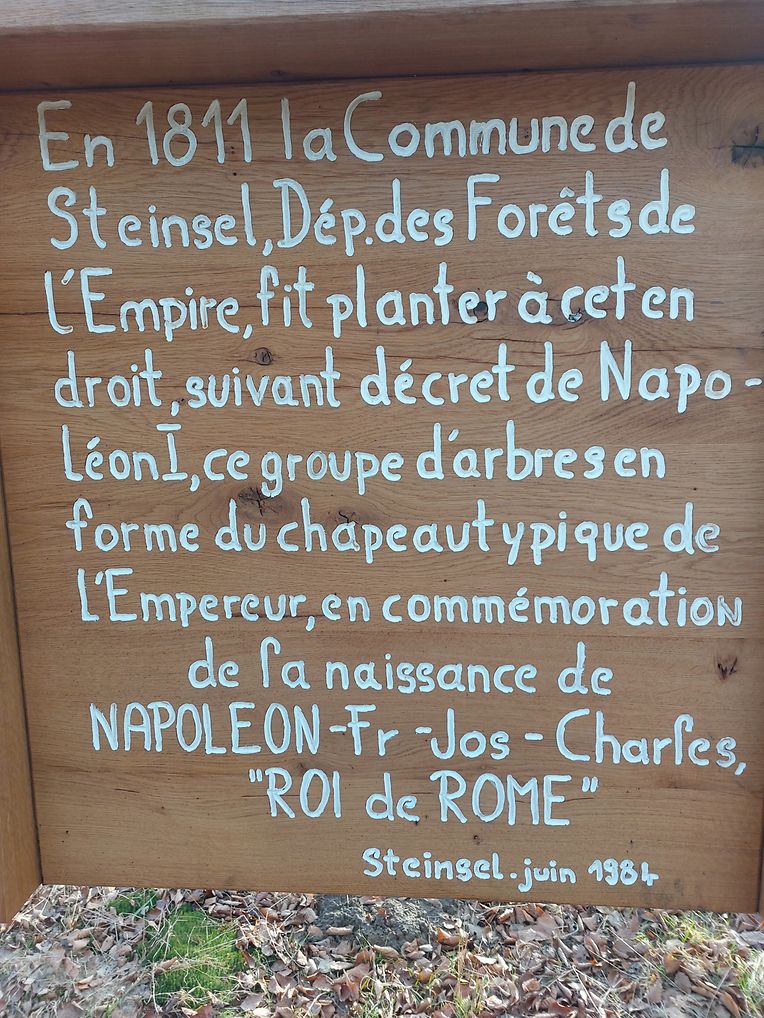 En 1811 la Commune de
Steinsel, Dép. des Forêts de
l'Empire, fit planter à cet en
droit, suivant décret de Napo-
léon I, ce groupe d'arbres en
forme du chapeau typique de
l'Empereur, en commémoration
de la naissance de
NAPOLEON-Fr-Jos-Charles,
"ROI de ROME"
Steinsel. juin 1984